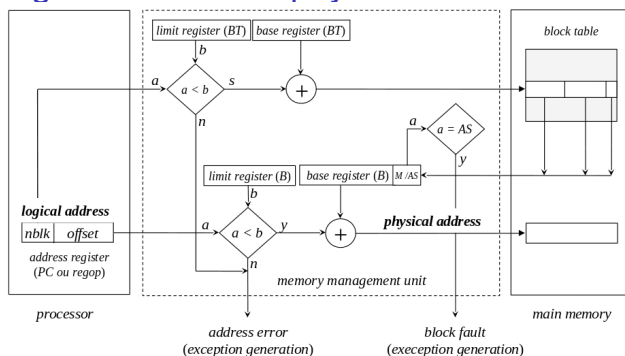 limit register (BT)
base register (BT)
block table
b
a
a < b
s
+
n
a
a = AS
y
limit register (B)
base register (B)
M /AS
logical address
nblk
offset
address register
(PC ou regop)
b
a
a < b
y
+
physical address
n
memory management unit
processor
main memory
address error
(exception generation)
block fault
(exeception generation)